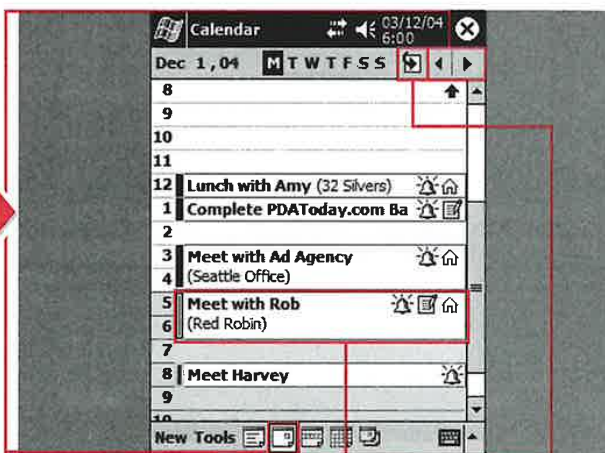 Calendar 03/12/04
6:00
Dec 1,04 M T W T F S S
8
9
10
11
12 Lunch with Amy (32 Silvers)
1 Complete PDAToday.com Ba
2
3 Meet with Ad Agency
4 (Seattle Office)
5 Meet with Rob
6 (Red Robin)
7
8 Meet Harvey
9
10
New Tools